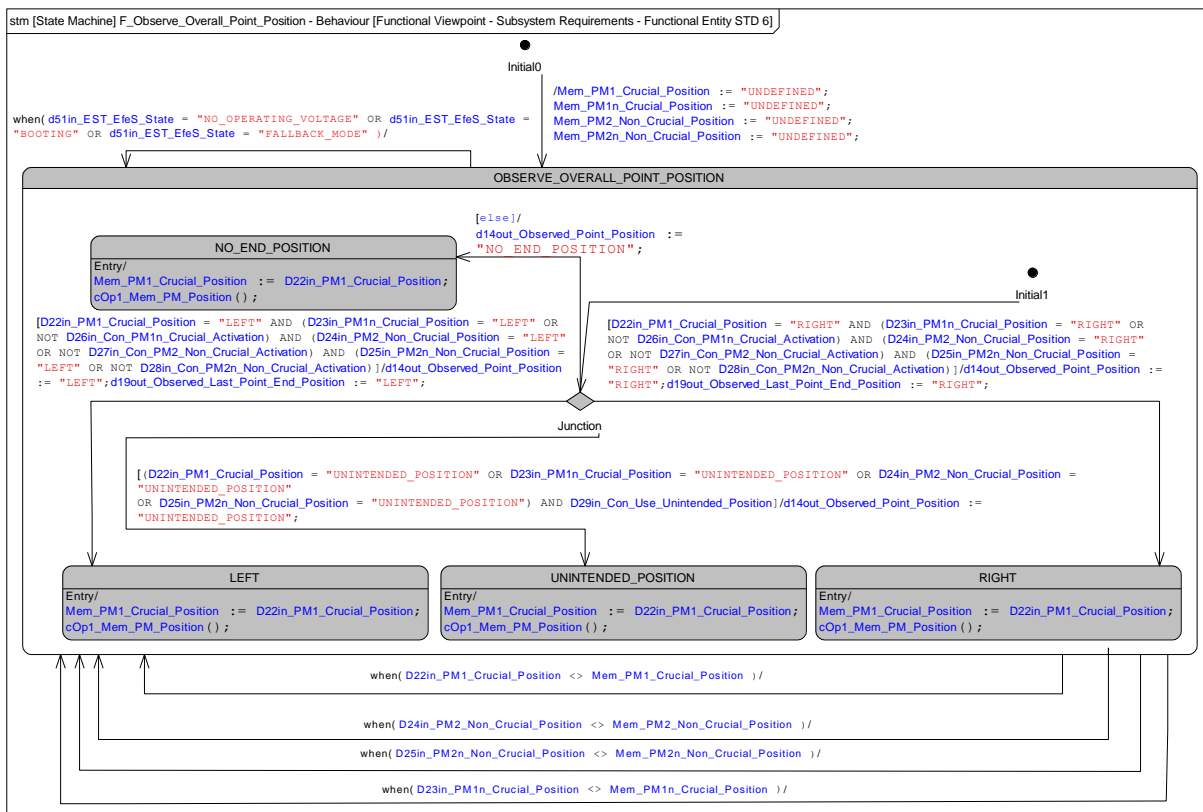 stm [State Machine] F_Observe_Overall_Point_Position - Behaviour [Functional Viewpoint - Subsystem Requirements - Functional Entity STD 6]
Initial0
/Mem_PM1_Crucial_Position := "UNDEFINED";
Mem_PM1n_Crucial_Position := "UNDEFINED";
Mem_PM2_Non_Crucial_Position := "UNDEFINED";
Mem_PM2n_Non_Crucial_Position := "UNDEFINED";
when( d51in_EST_EfeS_State = "NO_OPERATING_VOLTAGE" OR d51in_EST_EfeS_State =
"BOOTING" OR d51in_EST_EfeS_State = "FALLBACK_MODE" )/
OBSERVE_OVERALL_POINT_POSITION
[else]/
d14out_Observed_Point_Position :=
"NO_END_POSITION";
NO_END_POSITION
Entry/
Mem_PM1_Crucial_Position := D22in_PM1_Crucial_Position;
cOp1_Mem_PM_Position();
Initial1
[D22in_PM1_Crucial_Position = "LEFT" AND (D23in_PM1n_Crucial_Position = "LEFT" OR
NOT D26in_Con_PM1n_Crucial_Activation) AND (D24in_PM2_Non_Crucial_Position = "LEFT"
OR NOT D27in_Con_PM2_Non_Crucial_Activation) AND (D25in_PM2n_Non_Crucial_Position =
"LEFT" OR NOT D28in_Con_PM2n_Non_Crucial_Activation)]/d14out_Observed_Point_Position
:= "LEFT";d19out_Observed_Last_Point_End_Position := "LEFT";
[D22in_PM1_Crucial_Position = "RIGHT" AND (D23in_PM1n_Crucial_Position = "RIGHT" OR
NOT D26in_Con_PM1n_Crucial_Activation) AND (D24in_PM2_Non_Crucial_Position = "RIGHT"
OR NOT D27in_Con_PM2_Non_Crucial_Activation) AND (D25in_PM2n_Non_Crucial_Position =
"RIGHT" OR NOT D28in_Con_PM2n_Non_Crucial_Activation)]/d14out_Observed_Point_Position :=
"RIGHT";d19out_Observed_Last_Point_End_Position := "RIGHT";
Junction
[(D22in_PM1_Crucial_Position = "UNINTENDED_POSITION" OR D23in_PM1n_Crucial_Position = "UNINTENDED_POSITION" OR D24in_PM2_Non_Crucial_Position =
"UNINTENDED_POSITION"
OR D25in_PM2n_Non_Crucial_Position = "UNINTENDED_POSITION") AND D29in_Con_Use_Unintended_Position]/d14out_Observed_Point_Position :=
"UNINTENDED_POSITION";
LEFT
Entry/
Mem_PM1_Crucial_Position := D22in_PM1_Crucial_Position;
cOp1_Mem_PM_Position();
UNINTENDED_POSITION
Entry/
Mem_PM1_Crucial_Position := D22in_PM1_Crucial_Position;
cOp1_Mem_PM_Position();
RIGHT
Entry/
Mem_PM1_Crucial_Position := D22in_PM1_Crucial_Position;
cOp1_Mem_PM_Position();
when( D22in_PM1_Crucial_Position <> Mem_PM1_Crucial_Position )/
when( D24in_PM2_Non_Crucial_Position <> Mem_PM2_Non_Crucial_Position )/
when( D25in_PM2n_Non_Crucial_Position <> Mem_PM2n_Non_Crucial_Position )/
when( D23in_PM1n_Crucial_Position <> Mem_PM1n_Crucial_Position )/